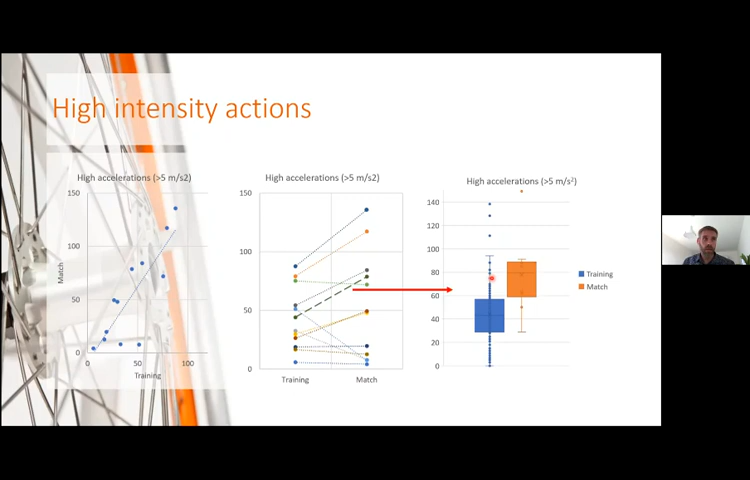 High intensity actions
High accelerations (>5 m/s2)
150
100
50
0
Match
0
50
100
Training
High accelerations (>5 m/s2)
150
100
50
0
Training
Match
High accelerations (>5 m/s²)
140
120
100
80
60
40
20
0
Training
Match